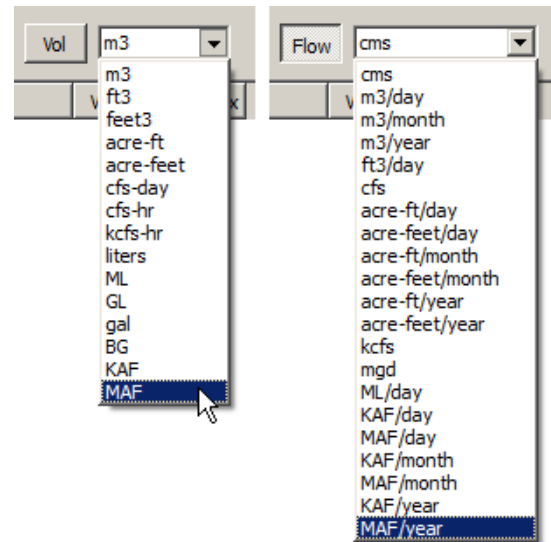 Vol
m3
m3
ft3
feet3
acre-ft
acre-feet
cfs-day
cfs-hr
kcfs-hr
liters
ML
GL
gal
BG
KAF
MAF
Flow
cms
cms
m3/day
m3/month
m3/year
ft3/day
cfs
acre-ft/day
acre-feet/day
acre-ft/month
acre-feet/month
acre-ft/year
acre-feet/year
kcfs
mgd
ML/day
KAF/day
MAF/day
KAF/month
MAF/month
KAF/year
MAF/year